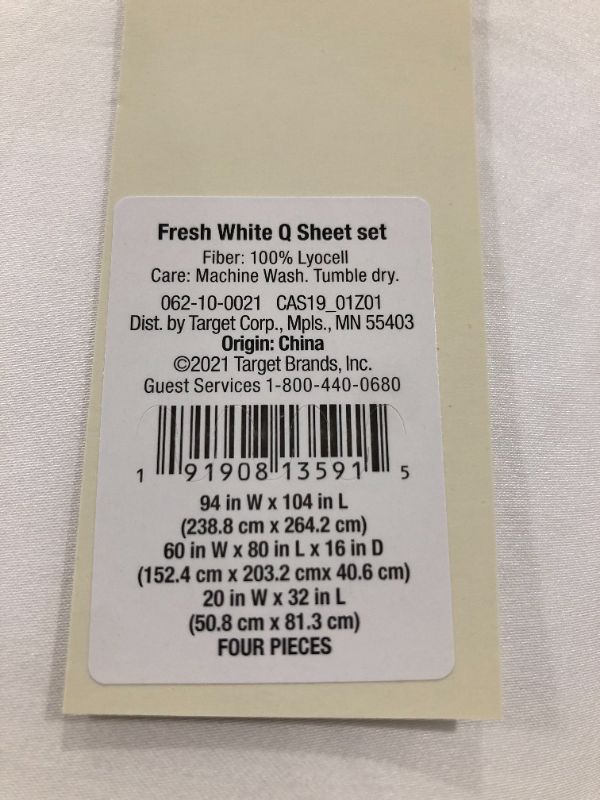 Fresh White Q Sheet set
Fiber: 100% Lyocell
Care: Machine Wash. Tumble dry.
062-10-0021 CAS19_01Z01
Dist. by Target Corp., Mpls., MN 55403
Origin: China
©2021 Target Brands, Inc.
Guest Services 1-800-440-0680
1 91908 13591 5
94 in W x 104 in L
(238.8 cm x 264.2 cm)
60 in W x 80 in L x 16 in D
(152.4 cm x 203.2 cmx 40.6 cm)
20 in W x 32 in L
(50.8 cm x 81.3 cm)
FOUR PIECES